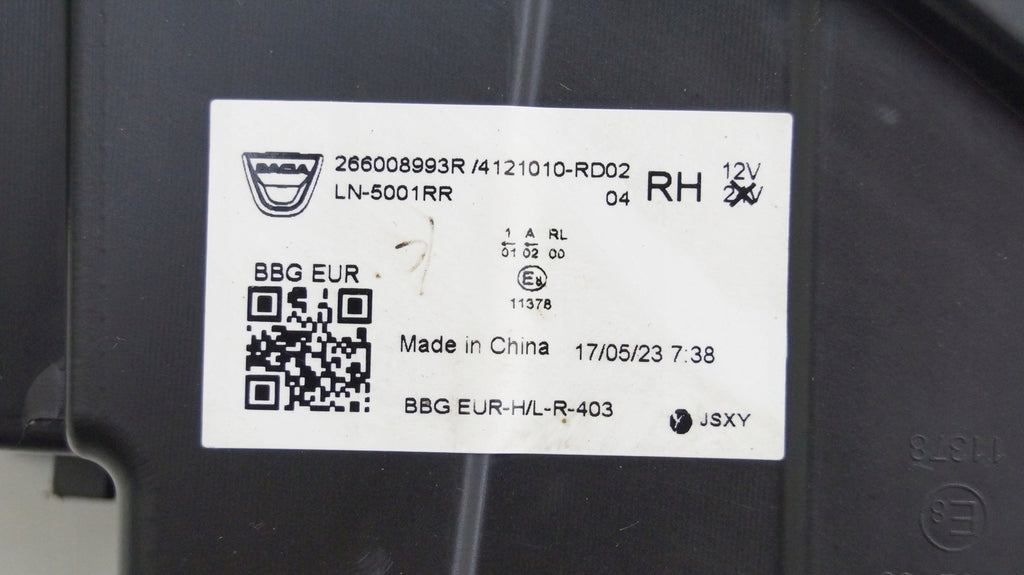 DACIA
266008993R /4121010-RD02
LN-5001RR
04
RH
12V
24V
1 A RL
01 02 00
E8
11378
BBG EUR
Made in China
17/05/23 7:38
BBG EUR-H/L-R-403
JSXY
11378
E8